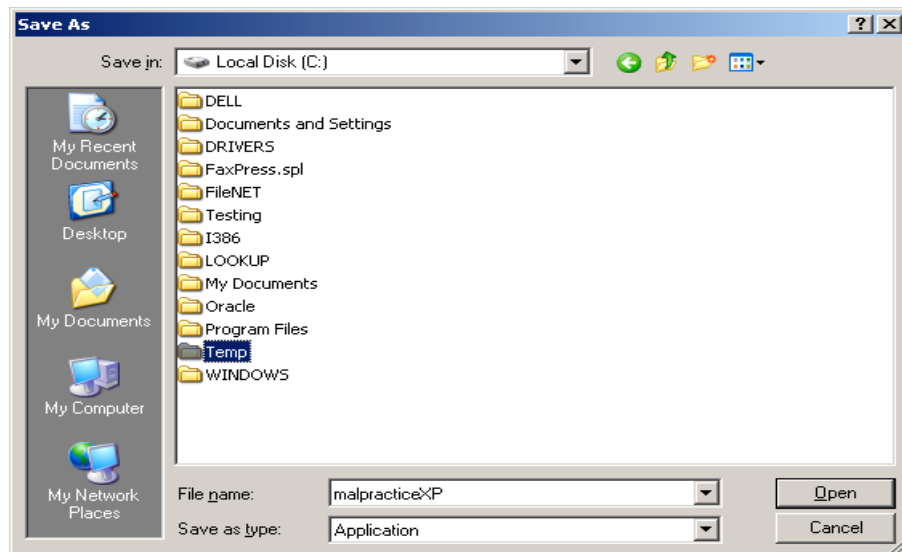 Save As
Save in: Local Disk (C:)
DELL
Documents and Settings
DRIVERS
FaxPress.spl
FileNET
Testing
I386
LOOKUP
My Documents
Oracle
Program Files
Temp
WINDOWS
My Recent
Documents
Desktop
My Documents
My Computer
My Network
Places
File name: malpracticeXP Open
Save as type: Application Cancel